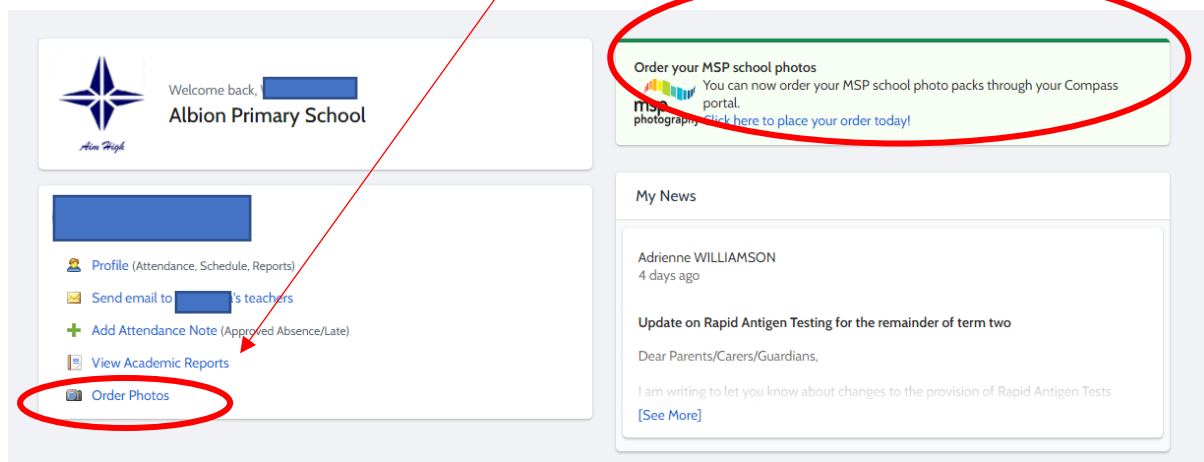 Welcome back,
Albion Primary School
Aim High
Profile (Attendance, Schedule, Reports)
Send email to 's teachers
Add Attendance Note (Approved Absence/Late)
View Academic Reports
Order Photos
Order your MSP school photos
You can now order your MSP school photo packs through your Compass
portal.
msp
photography Click here to place your order today!
My News
Adrienne WILLIAMSON
4 days ago
Update on Rapid Antigen Testing for the remainder of term two
Dear Parents/Carers/Guardians,
I am writing to let you know about changes to the provision of Rapid Antigen Tests
[See More]